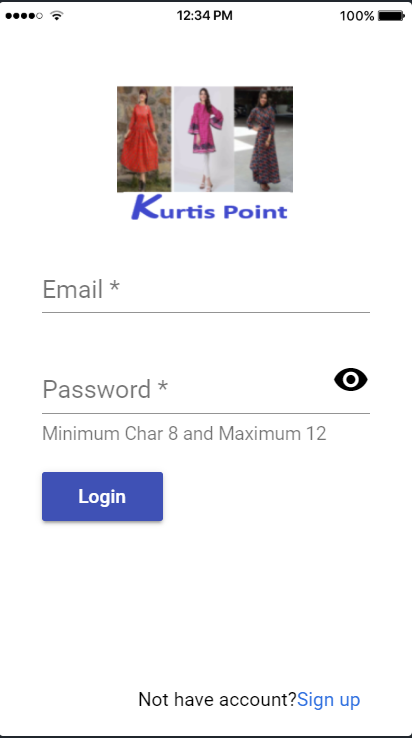 12:34 PM
100%
Kurtis Point
Email *
Password *
Minimum Char 8 and Maximum 12
Login
Not have account?Sign up